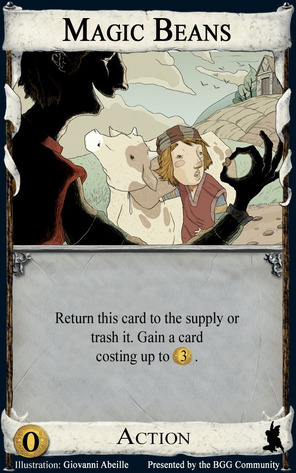 MAGIC BEANS
Return this card to the supply or
trash it. Gain a card
costing up to 3 .
0 ACTION
Illustration: Giovanni Abeille Presented by the BGG Community